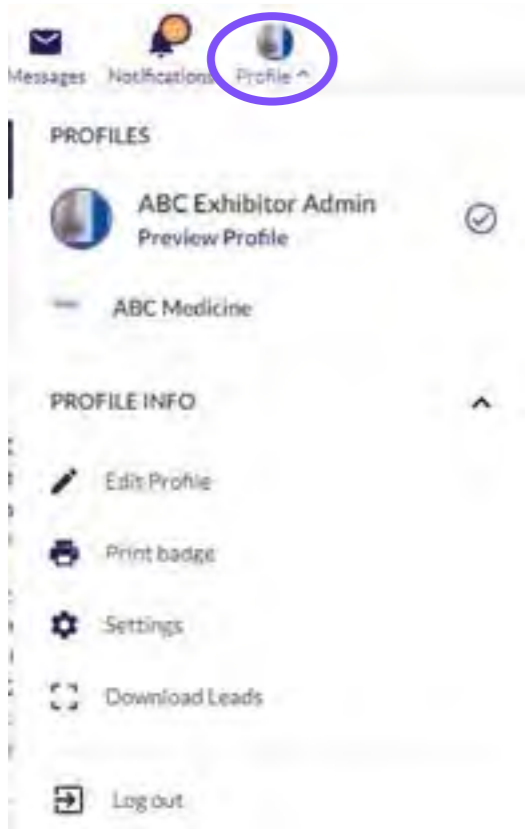 Messages Notifications Profile
PROFILES
ABC Exhibitor Admin
Preview Profile
ABC Medicine
PROFILE INFO
Edit Profile
Print badge
Settings
Download Leads
Log out